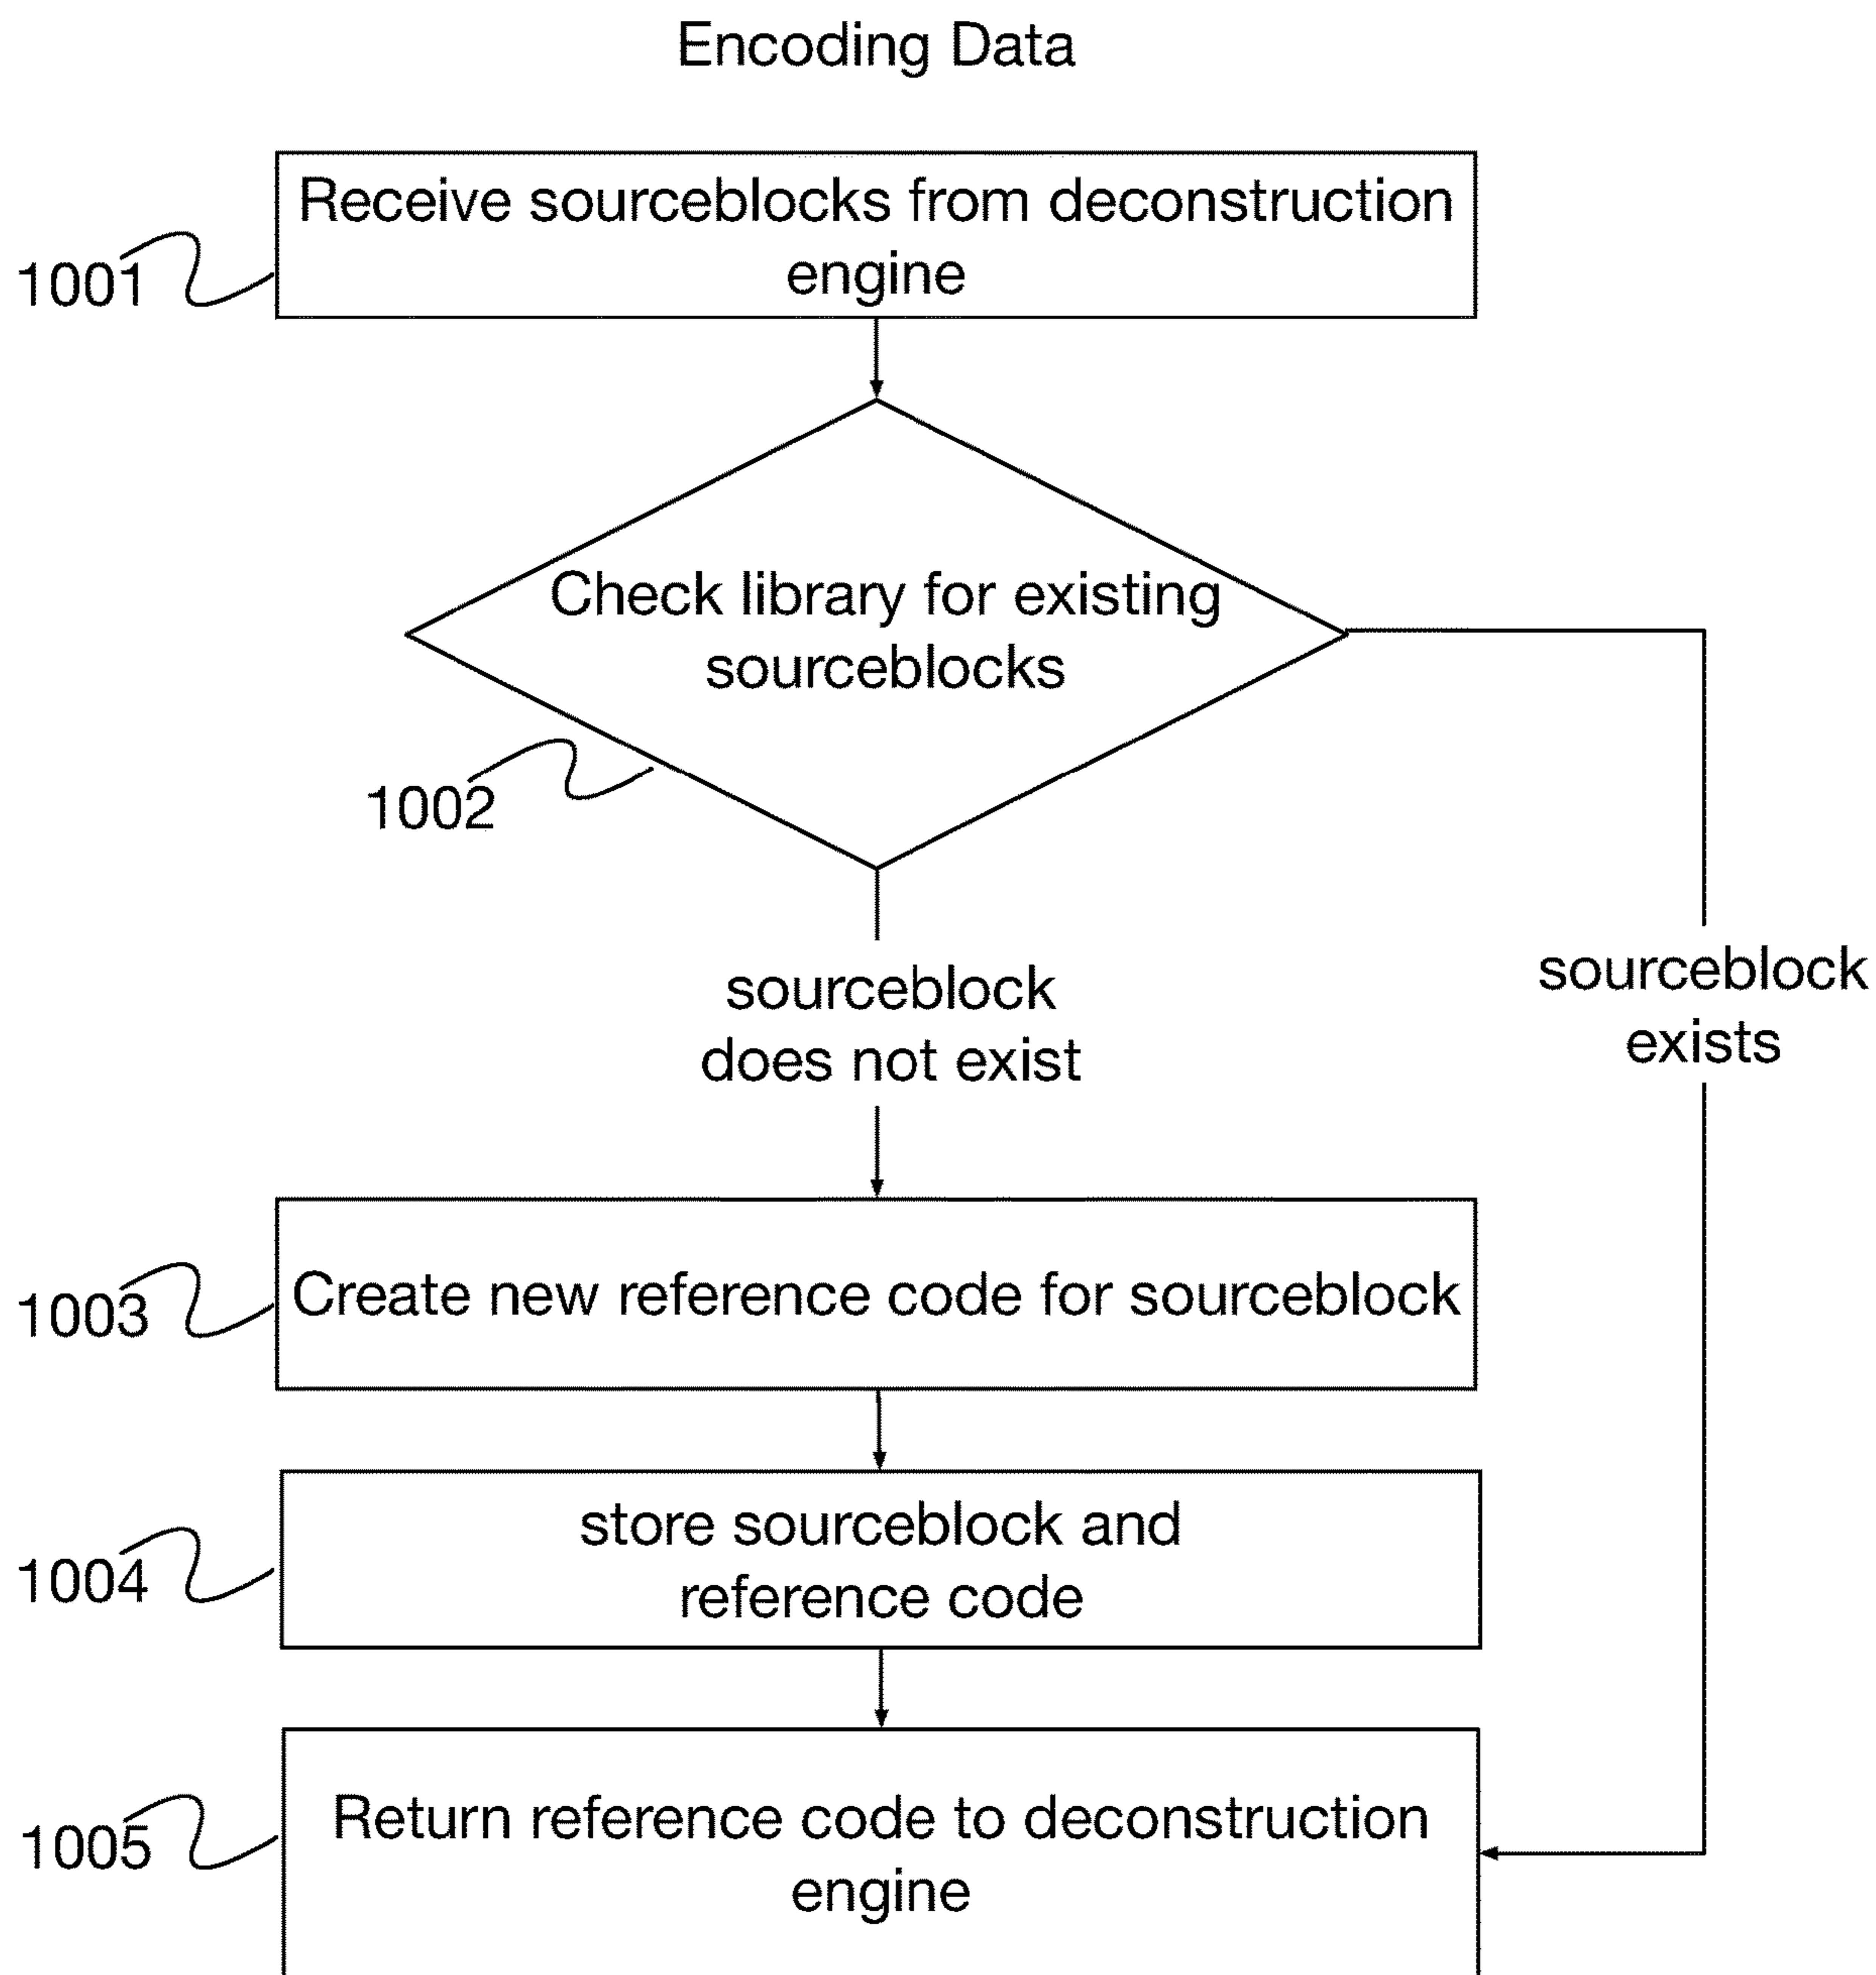 Encoding Data
Receive sourceblocks from deconstruction
engine
1001
Check library for existing
sourceblocks
1002
sourceblock
does not exist
sourceblock
exists
Create new reference code for sourceblock
1003
store sourceblock and
reference code
1004
Return reference code to deconstruction
engine
1005